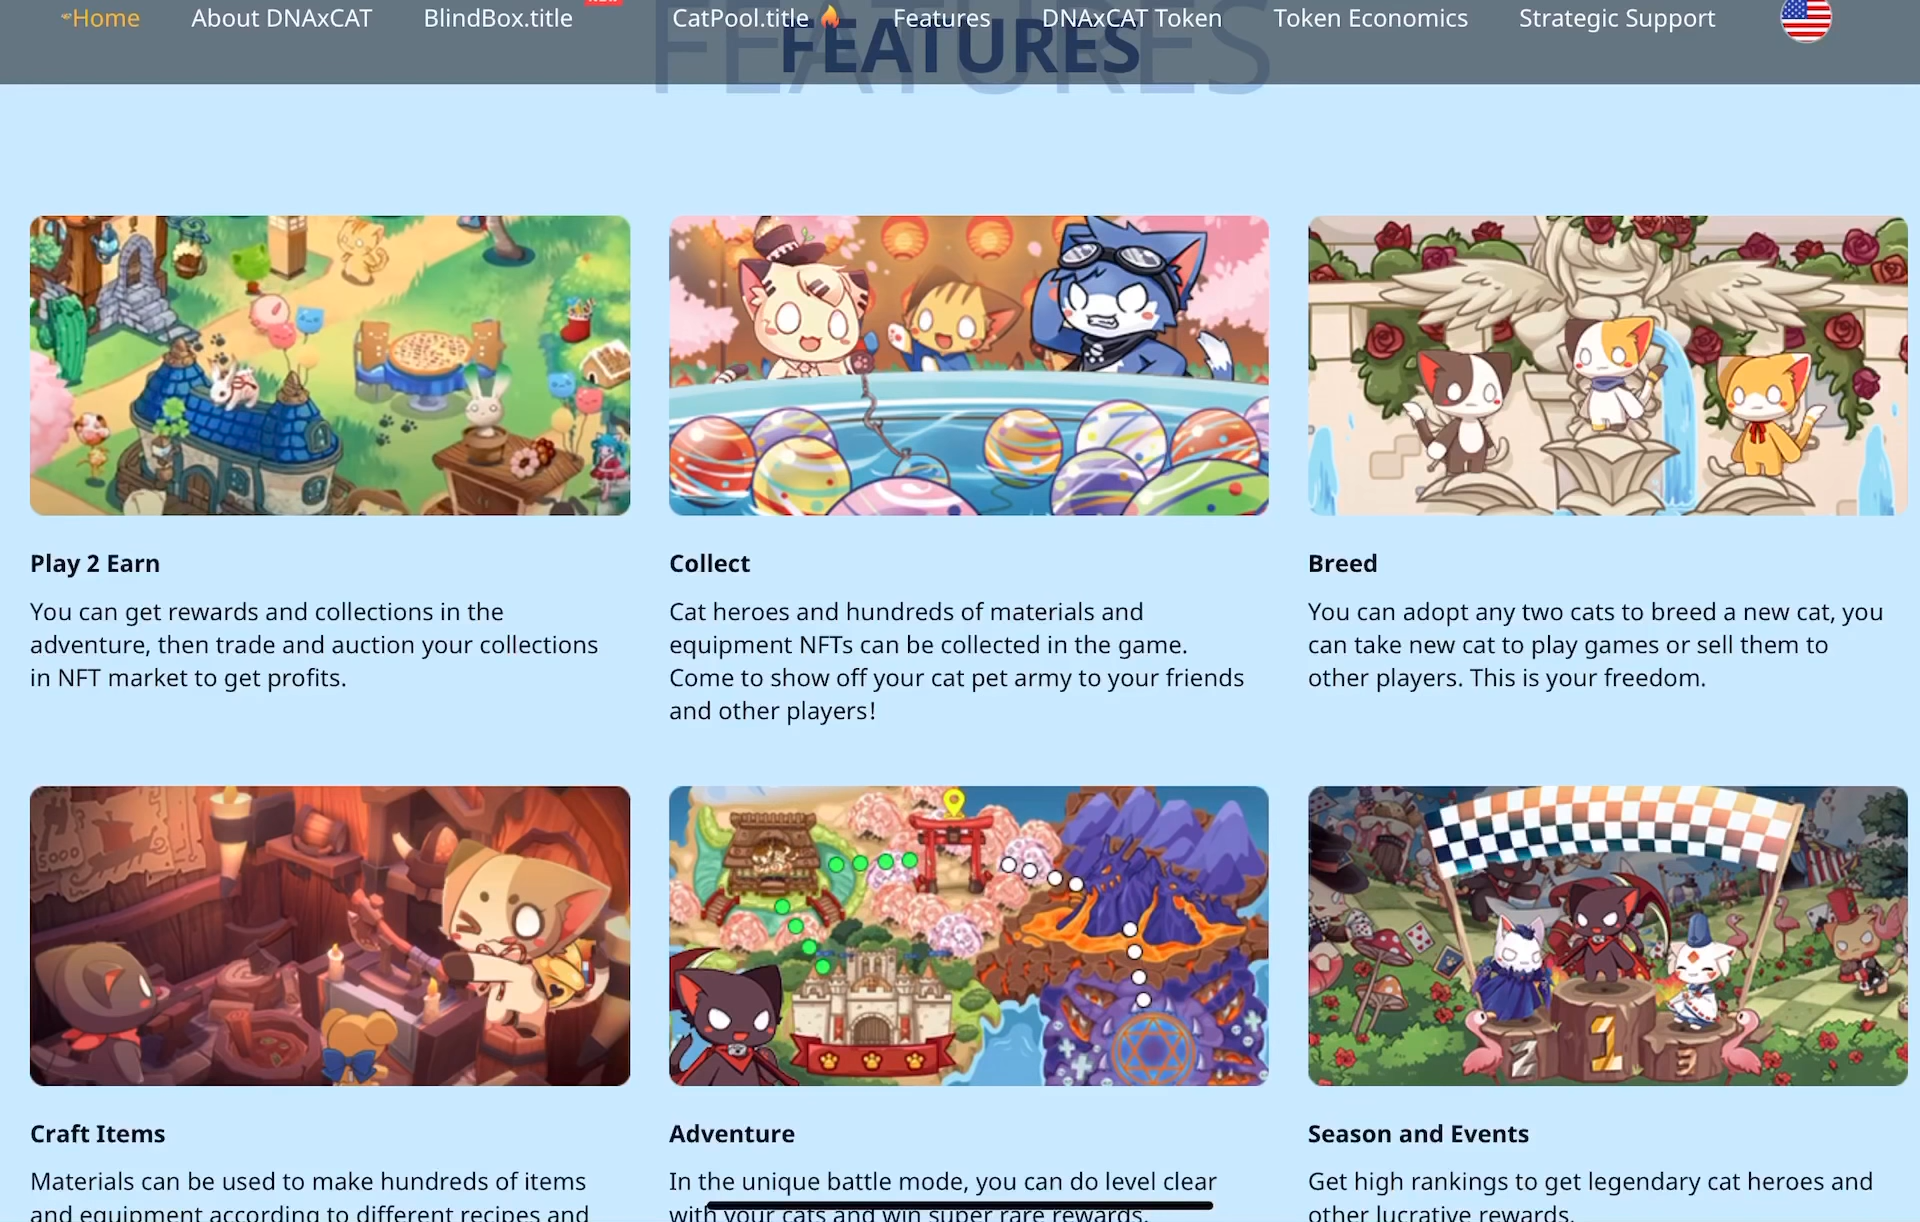 Home About DNAxCAT BlindBox.title NEW CatPool.title Features DNAxCAT Token Token Economics Strategic Support
FEATURES
FEATURES
Play 2 Earn
You can get rewards and collections in the
adventure, then trade and auction your collections
in NFT market to get profits.
Collect
Cat heroes and hundreds of materials and
equipment NFTs can be collected in the game.
Come to show off your cat pet army to your friends
and other players!
Breed
You can adopt any two cats to breed a new cat, you
can take new cat to play games or sell them to
other players. This is your freedom.
2 1 3
Craft Items
Materials can be used to make hundreds of items
and equipment according to different recipes and
Adventure
In the unique battle mode, you can do level clear
with your cats and win super rare rewards.
Season and Events
Get high rankings to get legendary cat heroes and
other lucrative rewards.